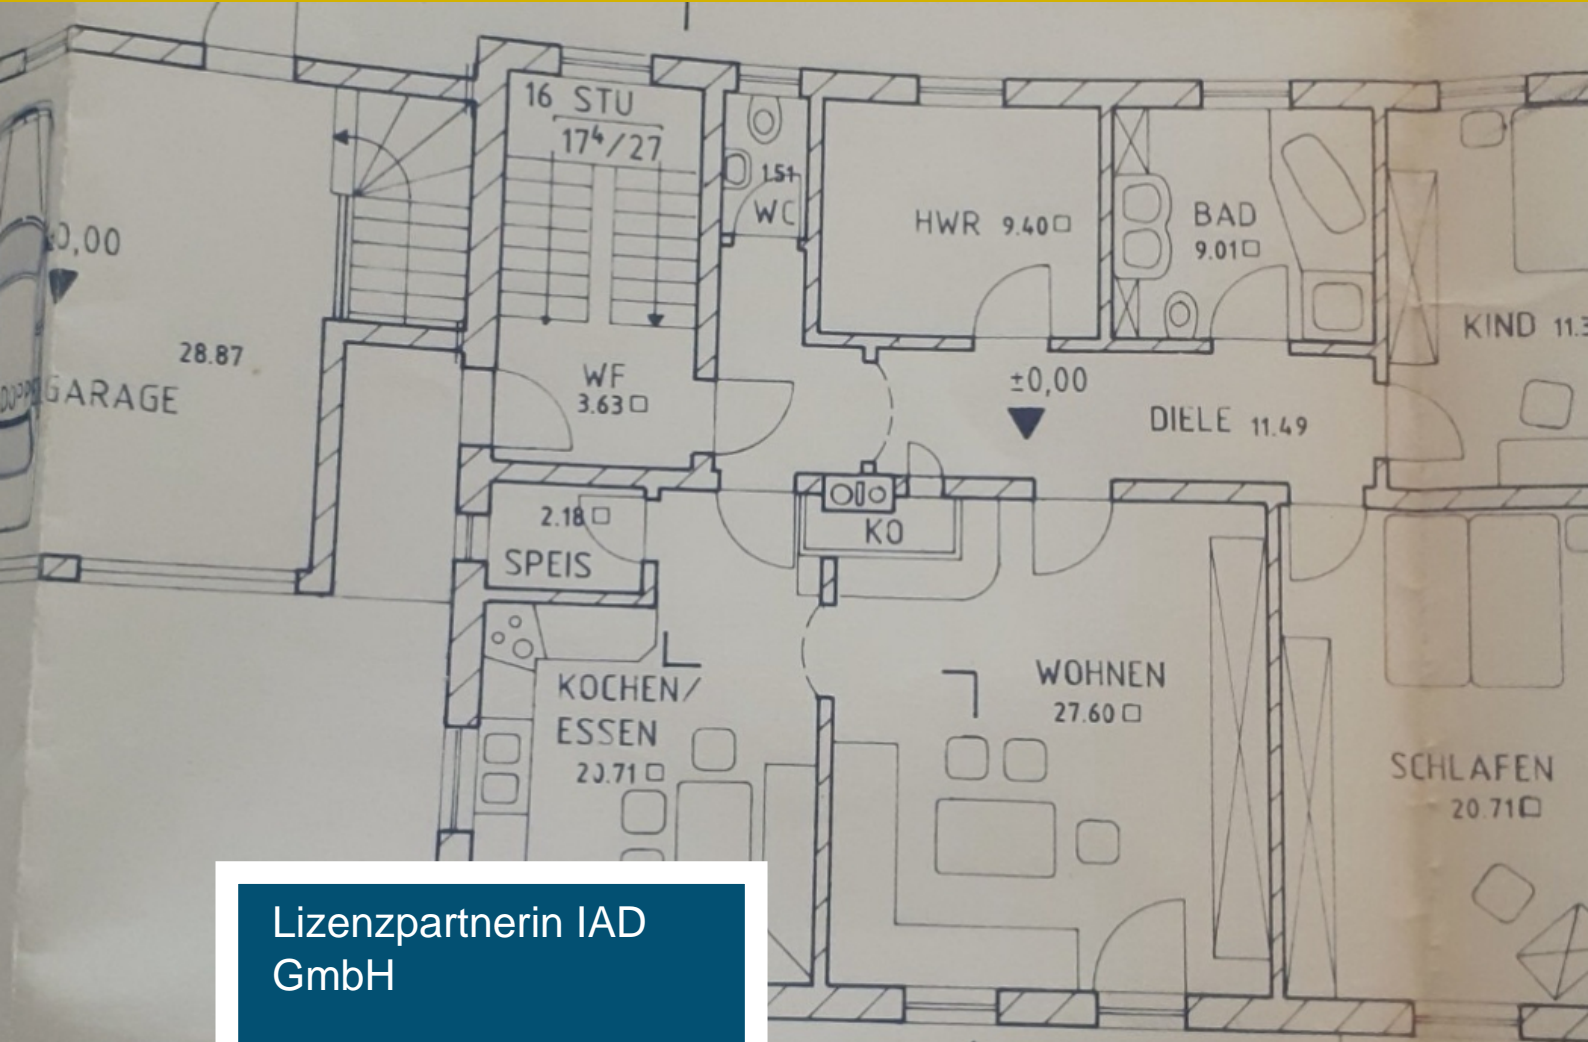 16 STU
17⁴/27
1.51
WC
HWR 9.40
BAD
9.01
0,00
KIND 11.3
28.87
GARAGE
WF
3.63
±0,00
DIELE 11.49
2.18
SPEIS
KO
KOCHEN/
ESSEN
20.71
WOHNEN
27.60
SCHLAFEN
20.71
Lizenzpartnerin IAD
GmbH